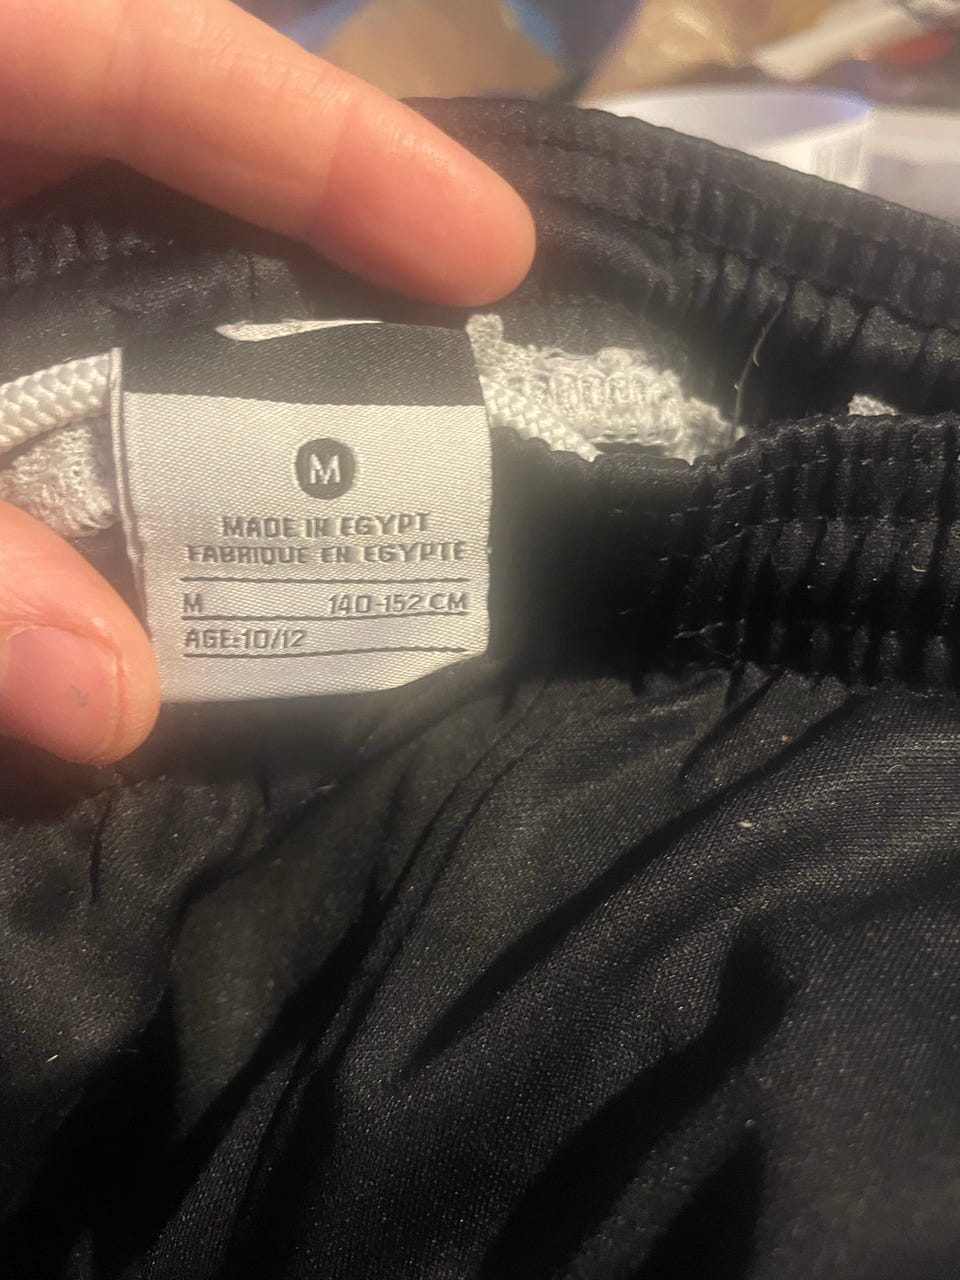 M
MADE IN EGYPT
FABRIQUE EN EGYPTE
M 140-152 CM
AGE:10/12